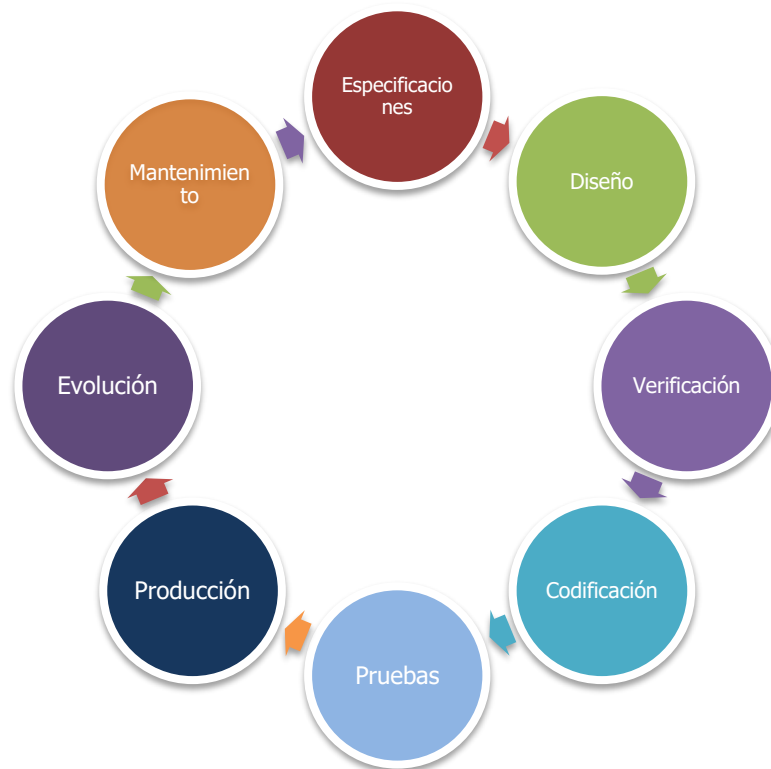 Especificacio
nes
Diseño
Verificación
Codificación
Pruebas
Producción
Evolución
Mantenimien
to